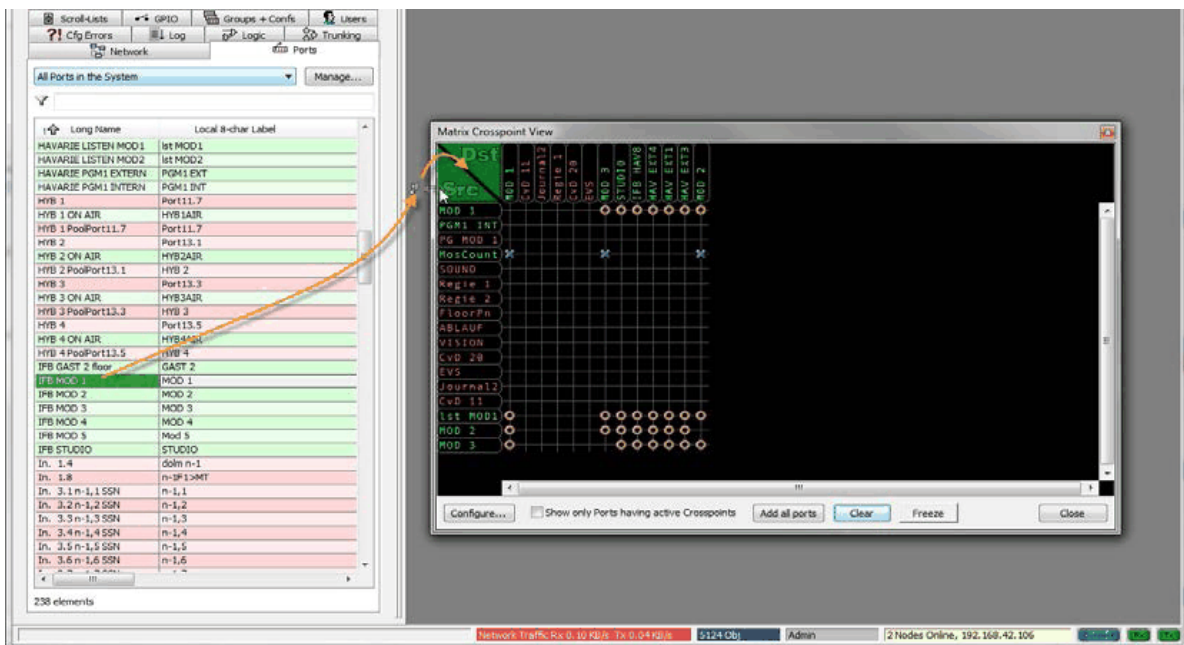 Scroll-Lists GPIO Groups + Confs Users
Cfg Errors Log Logic Trunking
Network Ports
All Ports in the System Manage...
Long Name Local 8-char Label
HAVARIE LISTEN MOD1 lst MOD1
HAVARIE LISTEN MOD2 lst MOD2
HAVARIE PGM1 EXTERN PGM1 EXT
HAVARIE PGM1 INTERN PGM1 INT
HYB 1 Port11.7
HYB 1 ON AIR HYB1AIR
HYB 1 PoolPort11.7 Port11.7
HYB 2 Port13.1
HYB 2 ON AIR HYB2AIR
HYB 2 PoolPort13.1 HYB 2
HYB 3 Port13.3
HYB 3 ON AIR HYB3AIR
HYB 3 PoolPort13.3 HYB 3
HYB 4 Port13.5
HYB 4 ON AIR HYB4AIR
HYB 4 PoolPort13.5 HYB 4
IFB GAST 2 floor GAST 2
IFB MOD 1 MOD 1
IFB MOD 2 MOD 2
IFB MOD 3 MOD 3
IFB MOD 4 MOD 4
IFB MOD 5 Mod 5
IFB STUDIO STUDIO
In. 1.4 dolm n-1
In. 1.8 n-1F1>MT
In. 3.1 n-1,1 SSN n-1,1
In. 3.2 n-1,2 SSN n-1,2
In. 3.3 n-1,3 SSN n-1,3
In. 3.4 n-1,4 SSN n-1,4
In. 3.5 n-1,5 SSN n-1,5
In. 3.6 n-1,6 SSN n-1,6
238 elements
Matrix Crosspoint View
Dst
Src
MOD 1
CvD 11
Journal2
Regie 1
CvD 20
EVS
MOD 3
STUDIO
IFB HAV8
HAV EXT4
HAV EXT1
HAV EXT3
MOD 2
MOD 1
PGM1 INT
PG MOD 1
MosCount
SOUND
Regie 1
Regie 2
FloorPn
ABLAUF
VISION
CvD 20
EVS
Journal2
CvD 11
lst MOD1
MOD 2
MOD 3
Configure... Show only Ports having active Crosspoints Add all ports Clear Freeze Close
Network Traffic Rx 0.10 KB/s Tx 0.04 KB/s 5124 Obj Admin 2 Nodes Online, 192.168.42.106